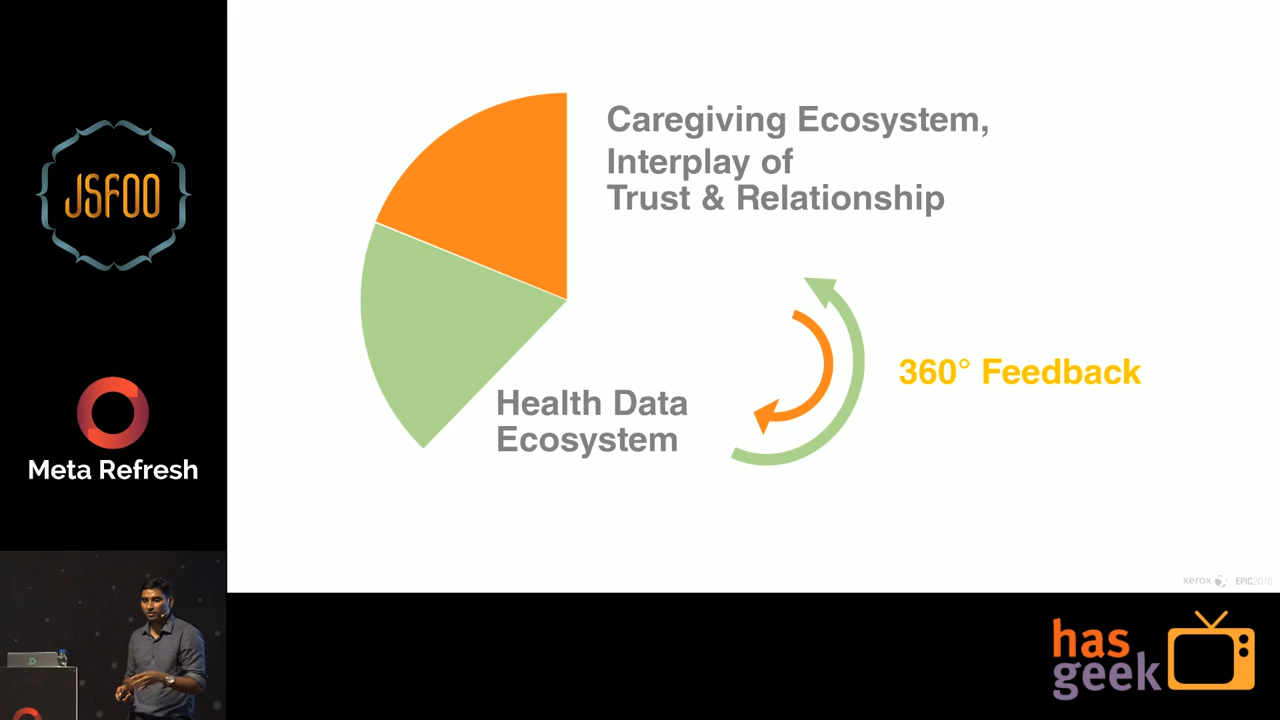 JSFOO
Meta Refresh
Caregiving Ecosystem,
Interplay of
Trust & Relationship
Health Data
Ecosystem
360° Feedback
xerox
EPIC2016
has
geek